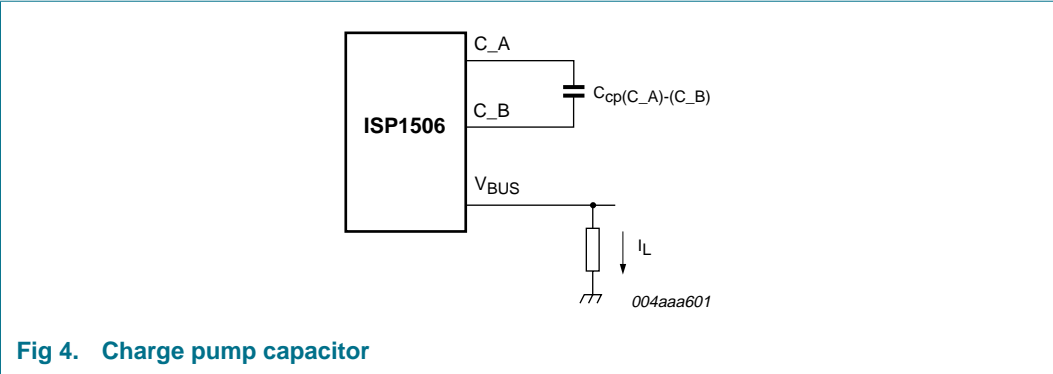 C_A
Ccp(C_A)-(C_B)
C_B
ISP1506
VBUS
IL
004aaa601
Fig 4. Charge pump capacitor